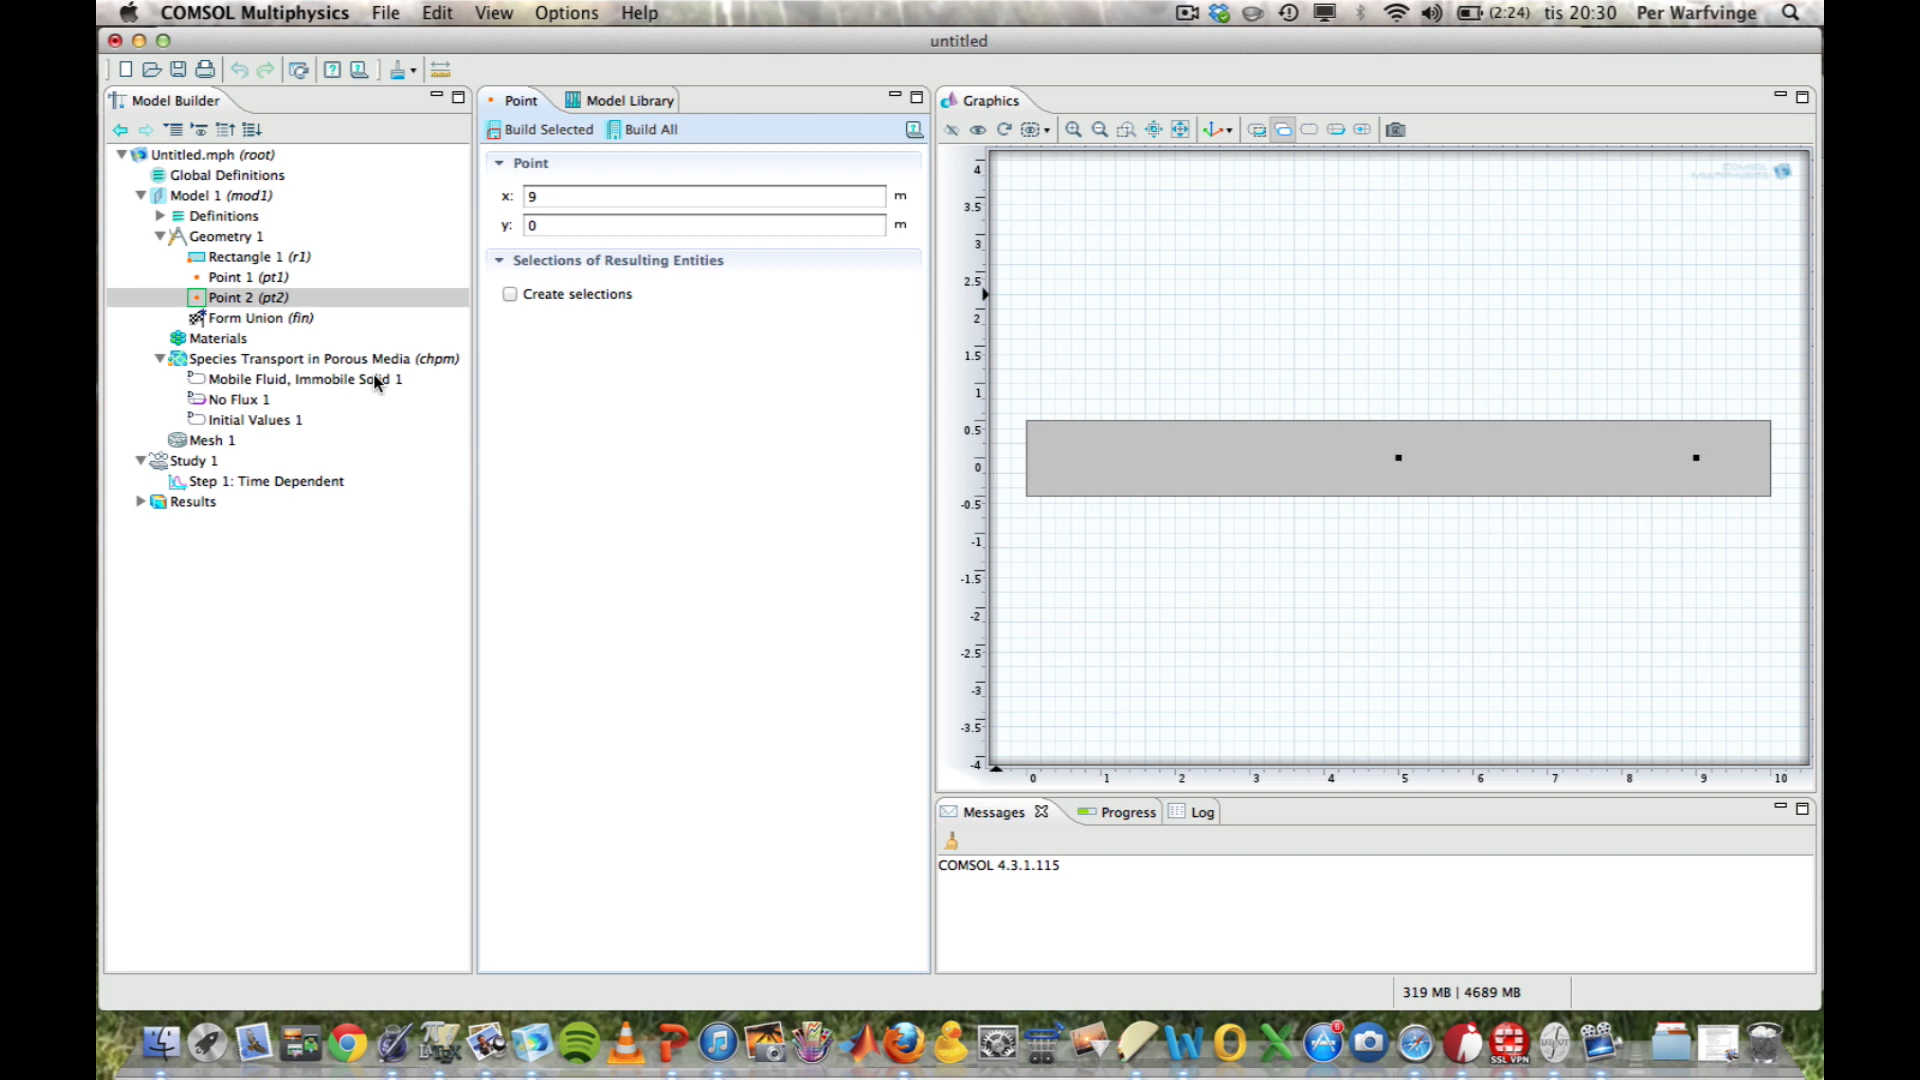 COMSOL Multiphysics File Edit View Options Help (2:24) tis 20:30 Per Warfvinge
untitled
Model Builder
Untitled.mph (root)
Global Definitions
Model 1 (mod1)
Definitions
Geometry 1
Rectangle 1 (r1)
Point 1 (pt1)
Point 2 (pt2)
Form Union (fin)
Materials
Species Transport in Porous Media (chpm)
Mobile Fluid, Immobile Solid 1
No Flux 1
Initial Values 1
Mesh 1
Study 1
Step 1: Time Dependent
Results
Point Model Library
Build Selected Build All
Point
x: 9 m
y: 0 m
Selections of Resulting Entities
Create selections
Graphics
4
3.5
3
2.5
2
1.5
1
0.5
0
-0.5
-1
-1.5
-2
-2.5
-3
-3.5
-4
0 1 2 3 4 5 6 7 8 9 10
Messages Progress Log
COMSOL 4.3.1.115
319 MB | 4689 MB
SSL VPN